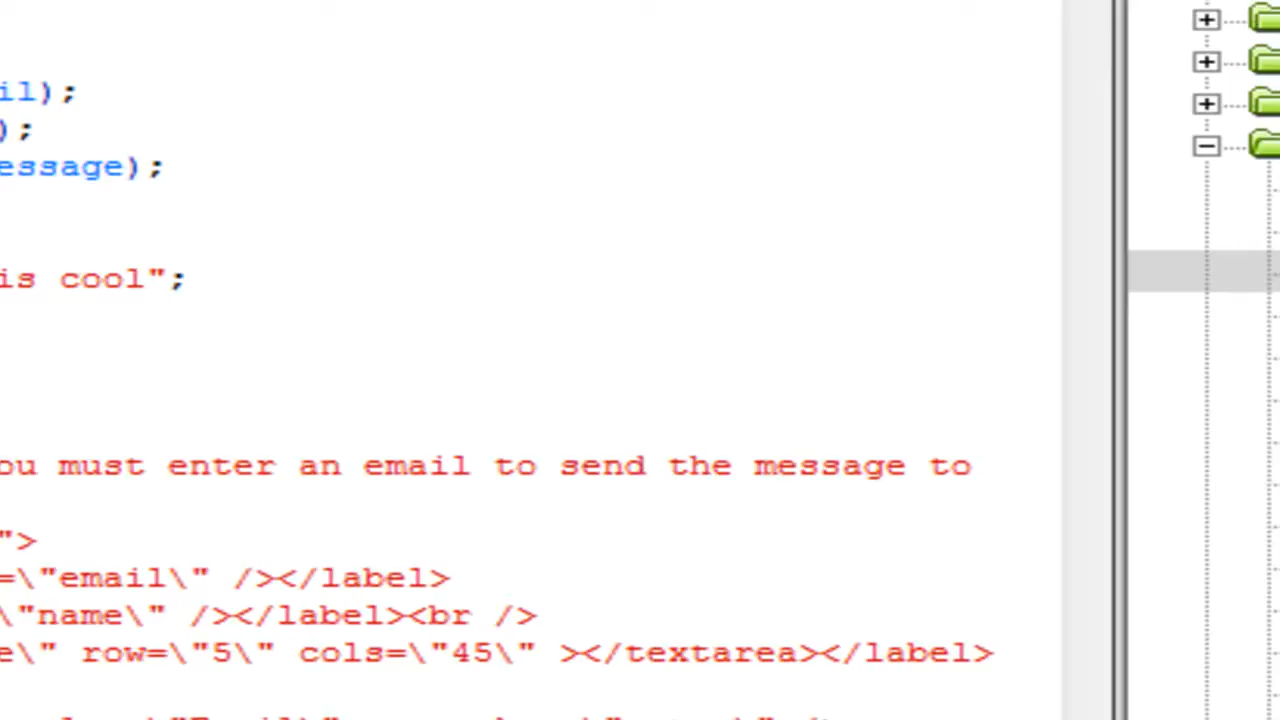 il);
);
essage);
is cool";
ou must enter an email to send the message to
">
=\"email\" /></label>
\"name\" /></label><br />
e\" row=\"5\" cols=\"45\" ></textarea></label>